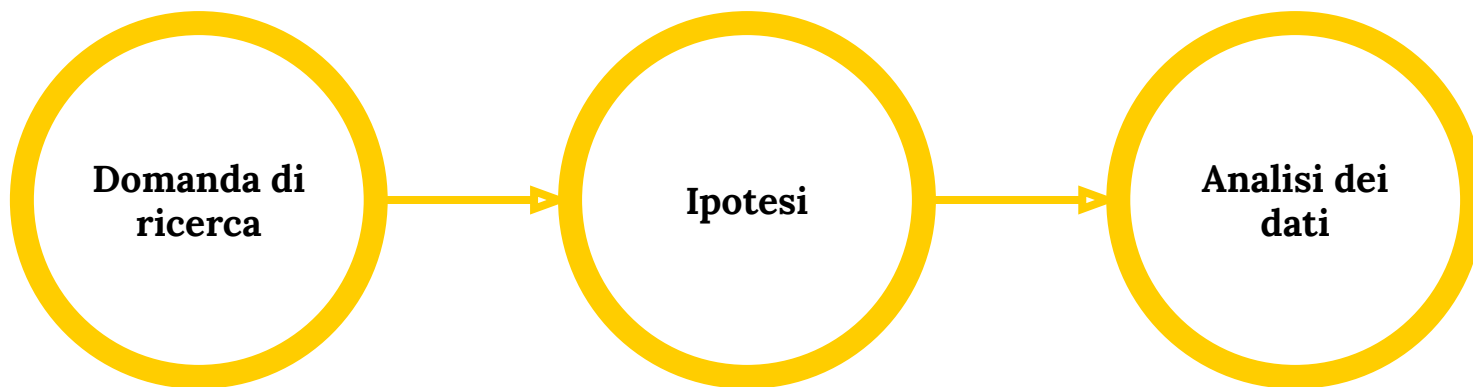 Domanda di
ricerca
Ipotesi
Analisi dei
dati